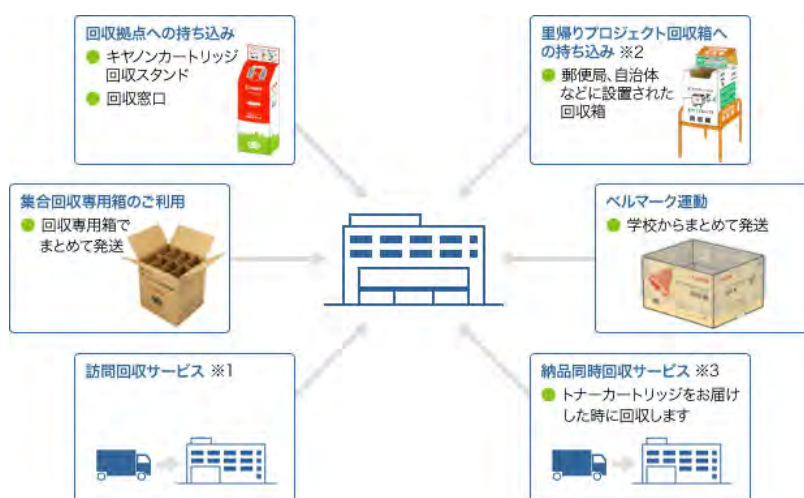 回収拠点への持ち込み
キヤノンカートリッジ
回収スタンド
回収窓口
里帰りプロジェクト回収箱へ
の持ち込み ※2
郵便局、自治体
などに設置された
回収箱
集合回収専用箱のご利用
回収専用箱で
まとめて発送
ベルマーク運動
学校からまとめて発送
訪問回収サービス ※1
納品同時回収サービス ※3
トナーカートリッジをお届け
した時に回収します